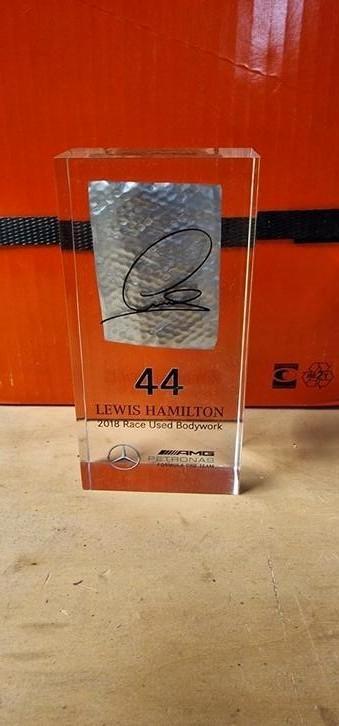 44
LEWIS HAMILTON
2018 Race Used Bodywork
AMG
PETRONAS
FORMULA ONE TEAM